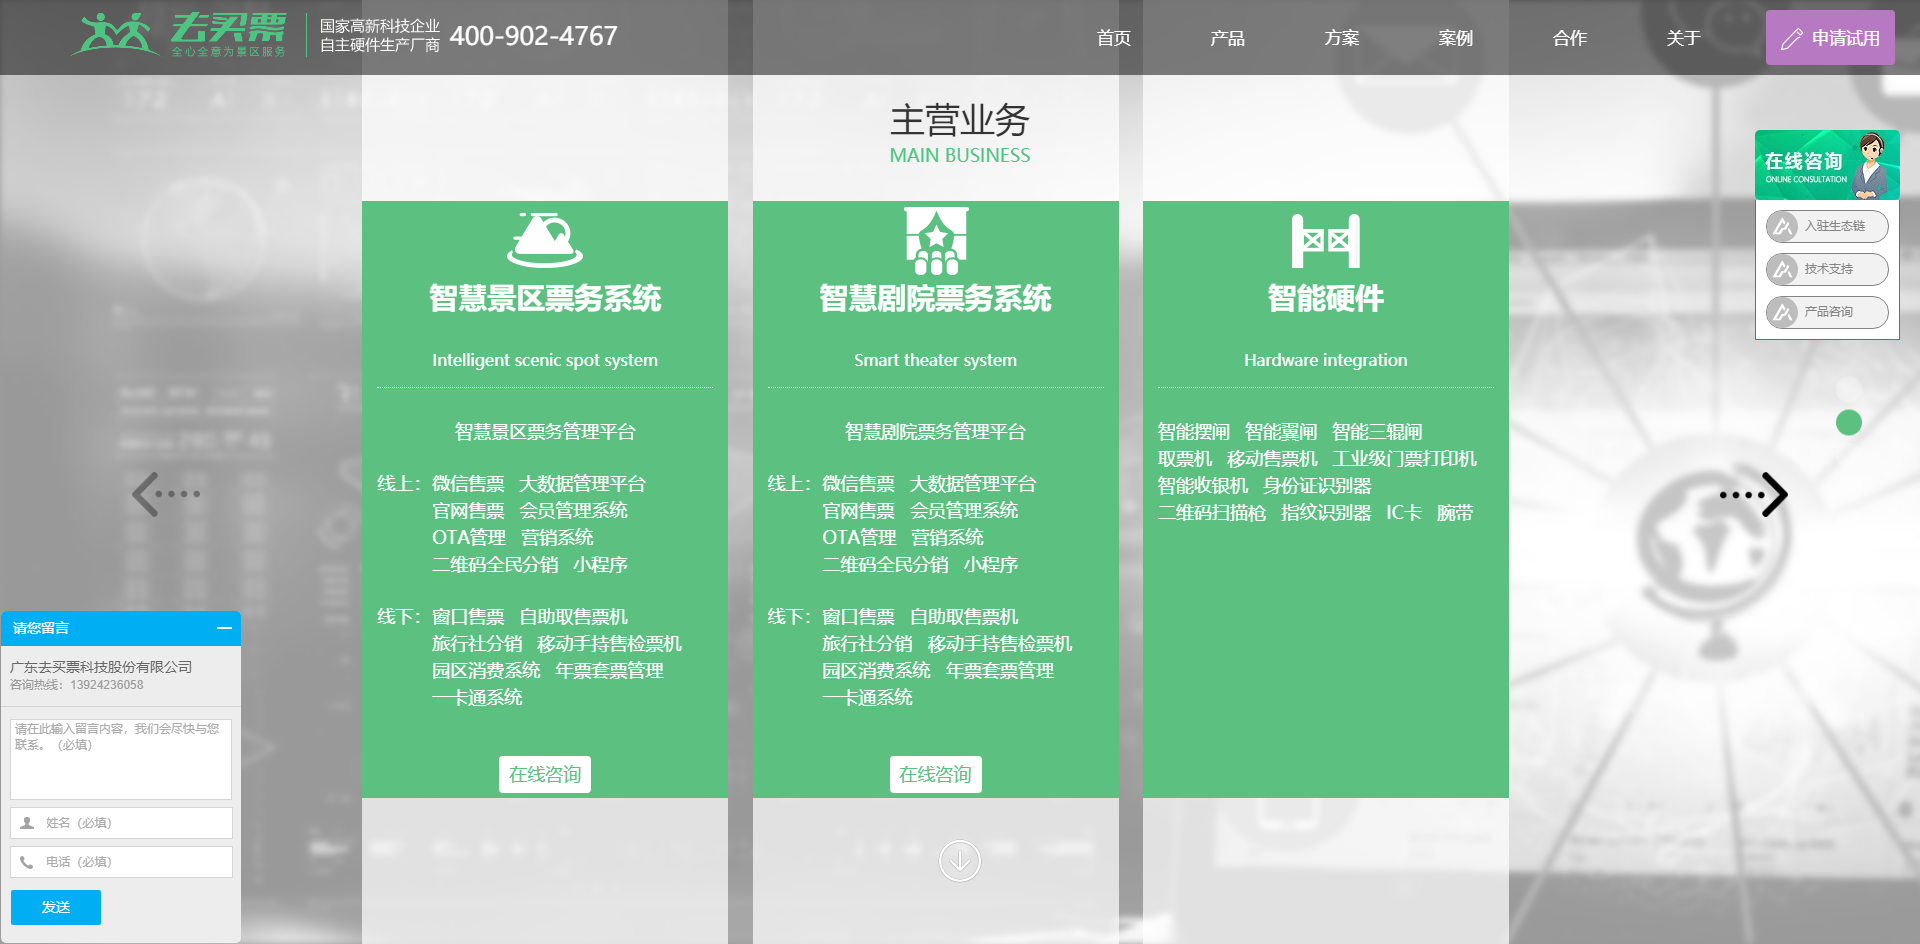 去买票
全心全意为景区服务
国家高新科技企业
自主硬件生产厂商
400-902-4767
首页
产品
方案
案例
合作
关于
申请试用
主营业务
MAIN BUSINESS
智慧景区票务系统
Intelligent scenic spot system
智慧景区票务管理平台
线上：微信售票 大数据管理平台
官网售票 会员管理系统
OTA管理 营销系统
二维码全民分销 小程序
线下：窗口售票 自助取售票机
旅行社分销 移动手持售检票机
园区消费系统 年票套票管理
一卡通系统
在线咨询
智慧剧院票务系统
Smart theater system
智慧剧院票务管理平台
线上：微信售票 大数据管理平台
官网售票 会员管理系统
OTA管理 营销系统
二维码全民分销 小程序
线下：窗口售票 自助取售票机
旅行社分销 移动手持售检票机
园区消费系统 年票套票管理
一卡通系统
在线咨询
智能硬件
Hardware integration
智能摆闸 智能翼闸 智能三辊闸
取票机 移动售票机 工业级门票打印机
智能收银机 身份证识别器
二维码扫描枪 指纹识别器 IC卡 腕带
在线咨询
ONLINE CONSULTATION
入驻生态链
技术支持
产品咨询
请您留言
广东去买票科技股份有限公司
咨询热线：13924236058
请在此输入留言内容，我们会尽快与您
联系。（必填）
姓名（必填）
电话（必填）
发送